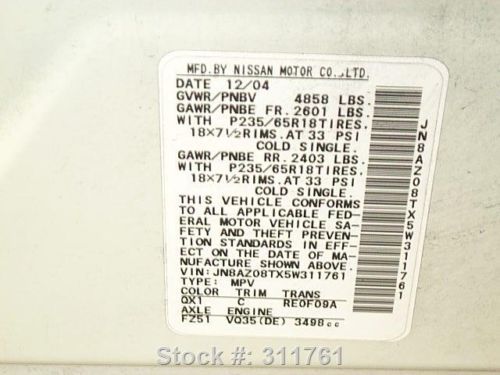 MFD.BY NISSAN MOTOR CO.,LTD.
DATE 12/04
GVWR/PNBV 4858 LBS.
GAWR/PNBE FR. 2601 LBS.
WITH P235/65R18TIRES.
18X7½RIMS.AT 33 PSI
COLD SINGLE.
GAWR/PNBE RR. 2403 LBS.
WITH P235/65R18TIRES.
18X7½RIMS.AT 33 PSI
COLD SINGLE.
THIS VEHICLE CONFORMS
TO ALL APPLICABLE FED-
ERAL MOTOR VEHICLE SA-
FETY AND THEFT PREVEN-
TION STANDARDS IN EFF-
ECT ON THE DATE OF MA-
NUFACTURE SHOWN ABOVE.
VIN:JN8AZ08TX5W311761
TYPE: MPV
COLOR TRIM TRANS
QX1 C RE0F09A
AXLE ENGINE
FZ51 VQ35(DE) 3498cc
JN8AZ08TX5W311761
Stock #: 311761